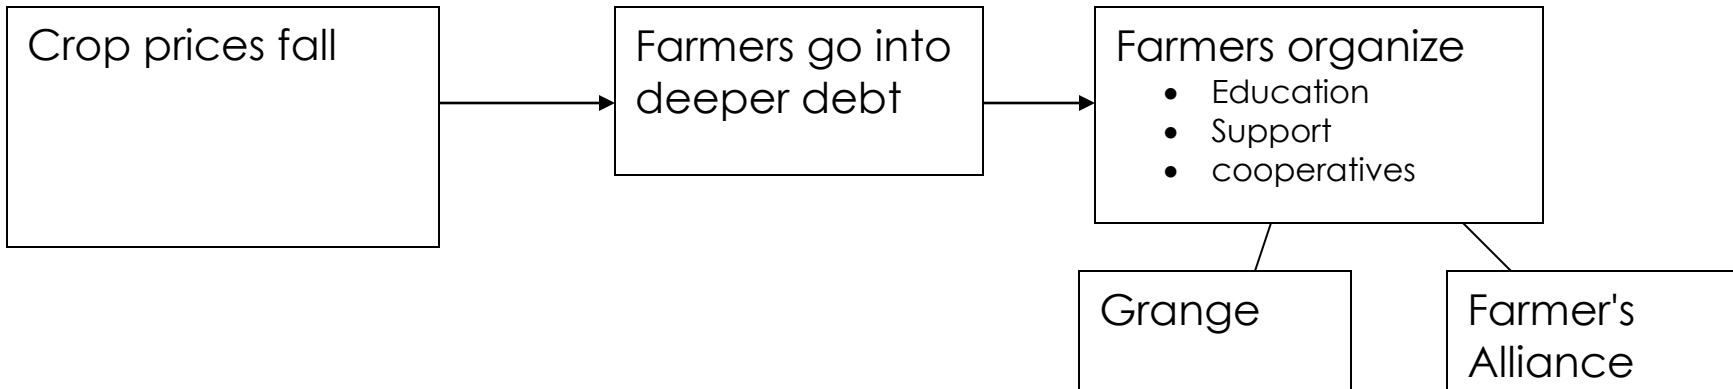 Crop prices fall
Farmers go into
deeper debt
Farmers organize
• Education
• Support
• cooperatives
Grange
Farmer's
Alliance